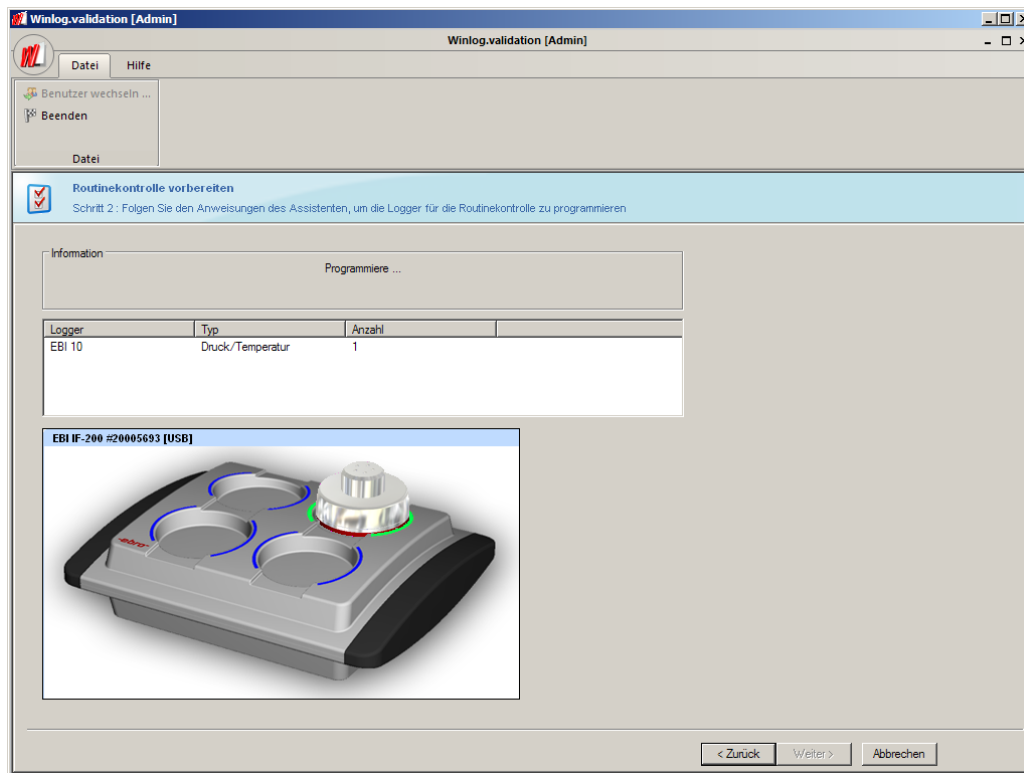 Winlog.validation [Admin]
Winlog.validation [Admin]
Datei Hilfe
Benutzer wechseln ...
Beenden
Datei
Routinekontrolle vorbereiten
Schritt 2 : Folgen Sie den Anweisungen des Assistenten, um die Logger für die Routinekontrolle zu programmieren
Information
Programmiere ...
Logger Typ Anzahl
EBI 10 Druck/Temperatur 1
EBI IF-200 #20005693 [USB]
-ebro-
< Zurück Weiter > Abbrechen